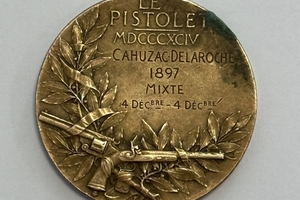 LE
PISTOLET
MDCCCXCIV
CAHUZAC-DELAROCHE
1897
MIXTE
4 DÉCBRE - 4 DÉCBRE